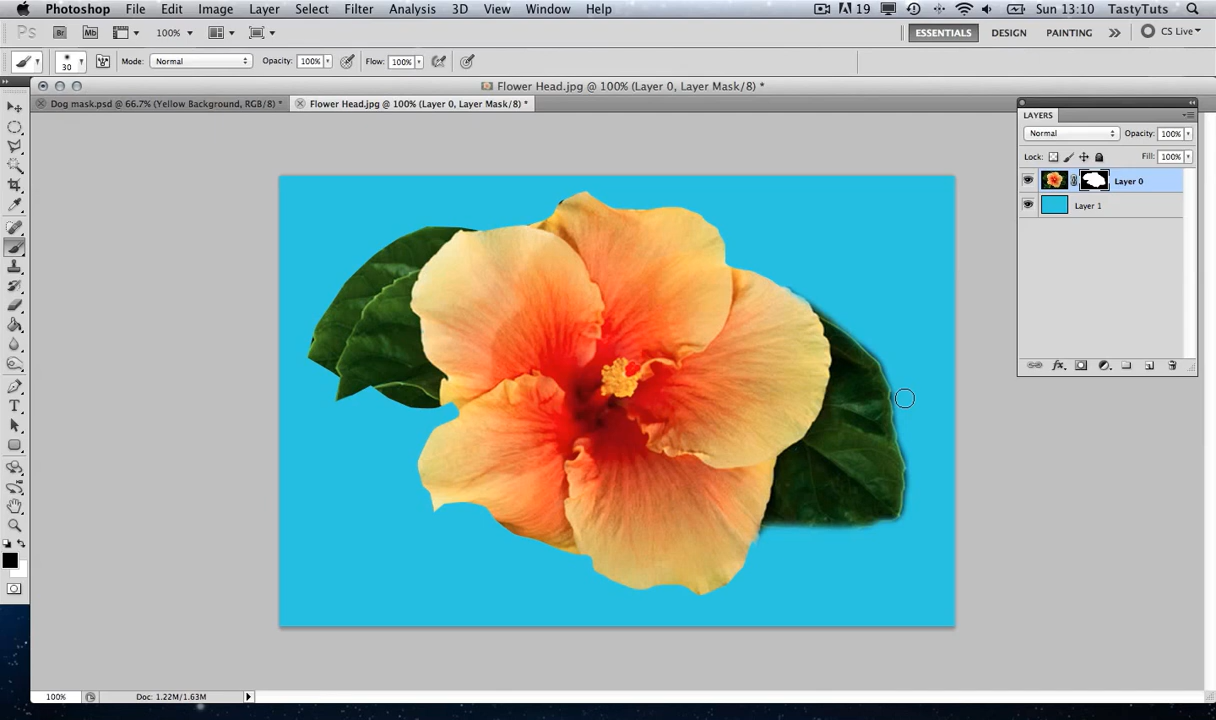 Photoshop File Edit Image Layer Select Filter Analysis 3D View Window Help 19 Sun 13:10 TastyTuts
Ps Br Mb 100% ESSENTIALS DESIGN PAINTING >> CS Live
30 Mode: Normal Opacity: 100% Flow: 100%
Flower Head.jpg @ 100% (Layer 0, Layer Mask/8) *
Dog mask.psd @ 66.7% (Yellow Background, RGB/8) * Flower Head.jpg @ 100% (Layer 0, Layer Mask/8) *
LAYERS
Normal Opacity: 100%
Lock: Fill: 100%
Layer 0
Layer 1
fx
T
100% Doc: 1.22M/1.63M